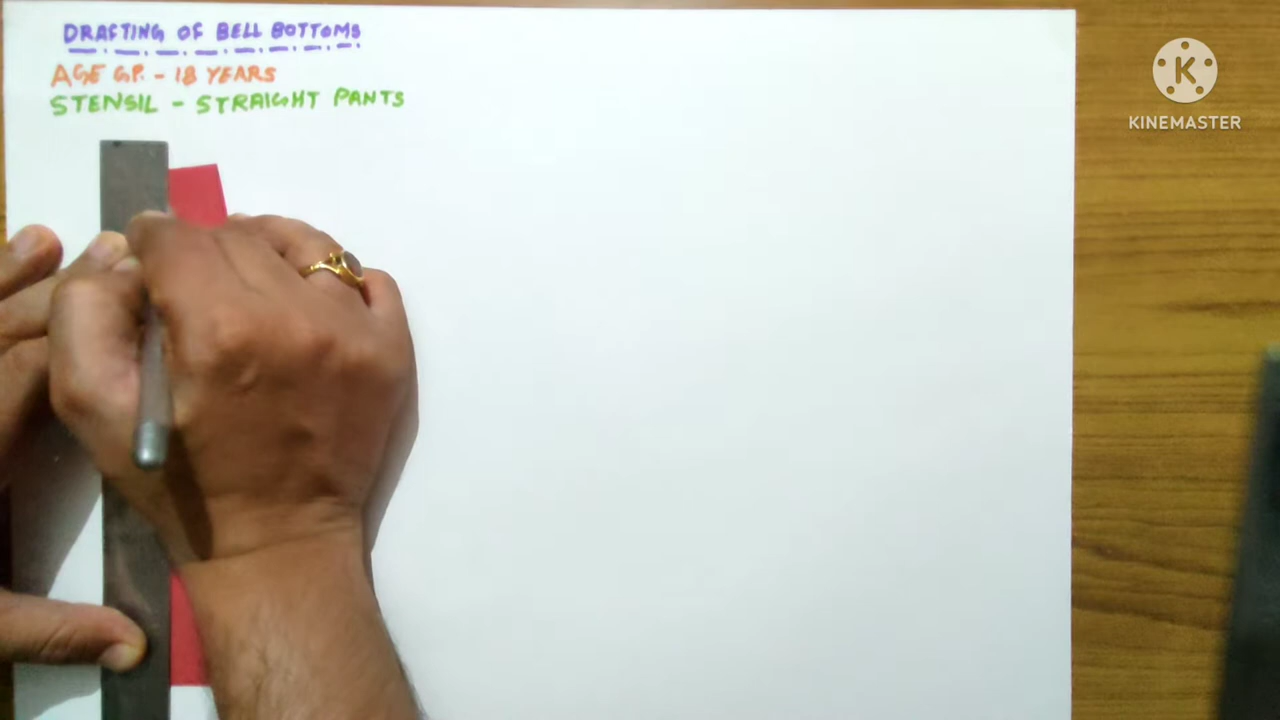 DRAFTING OF BELL BOTTOMS
AGE GP. - 18 YEARS
STENSIL - STRAIGHT PANTS
K
KINEMASTER